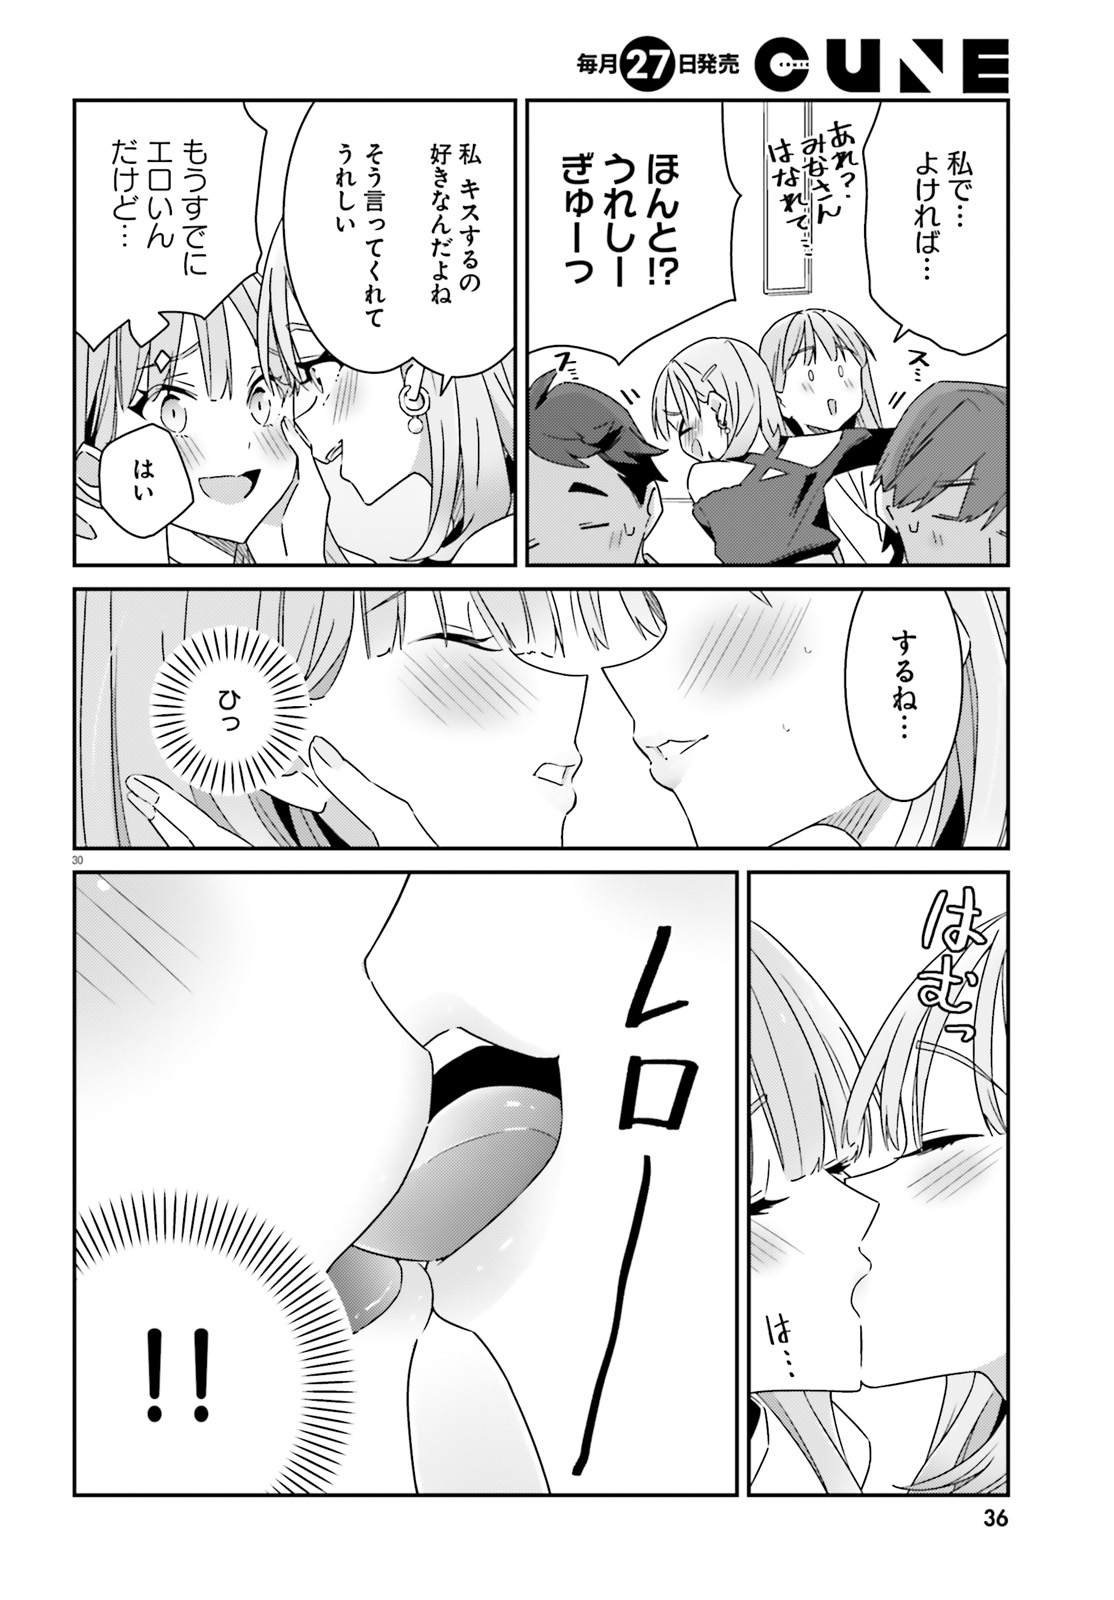 毎月27日発売 COMIC CUNE
私で…
よければ…
あれ?
みなさん
はなれて…
ほんと!?
うれしー
ぎゆーっ
ス…
ス…
私 キスするの
好きなんだよね
そう言ってくれて
うれしい
もうすでに
エロいん
だけど…
はい
するね…
ひっ
30
はむっ
は…
レロー
!!
36